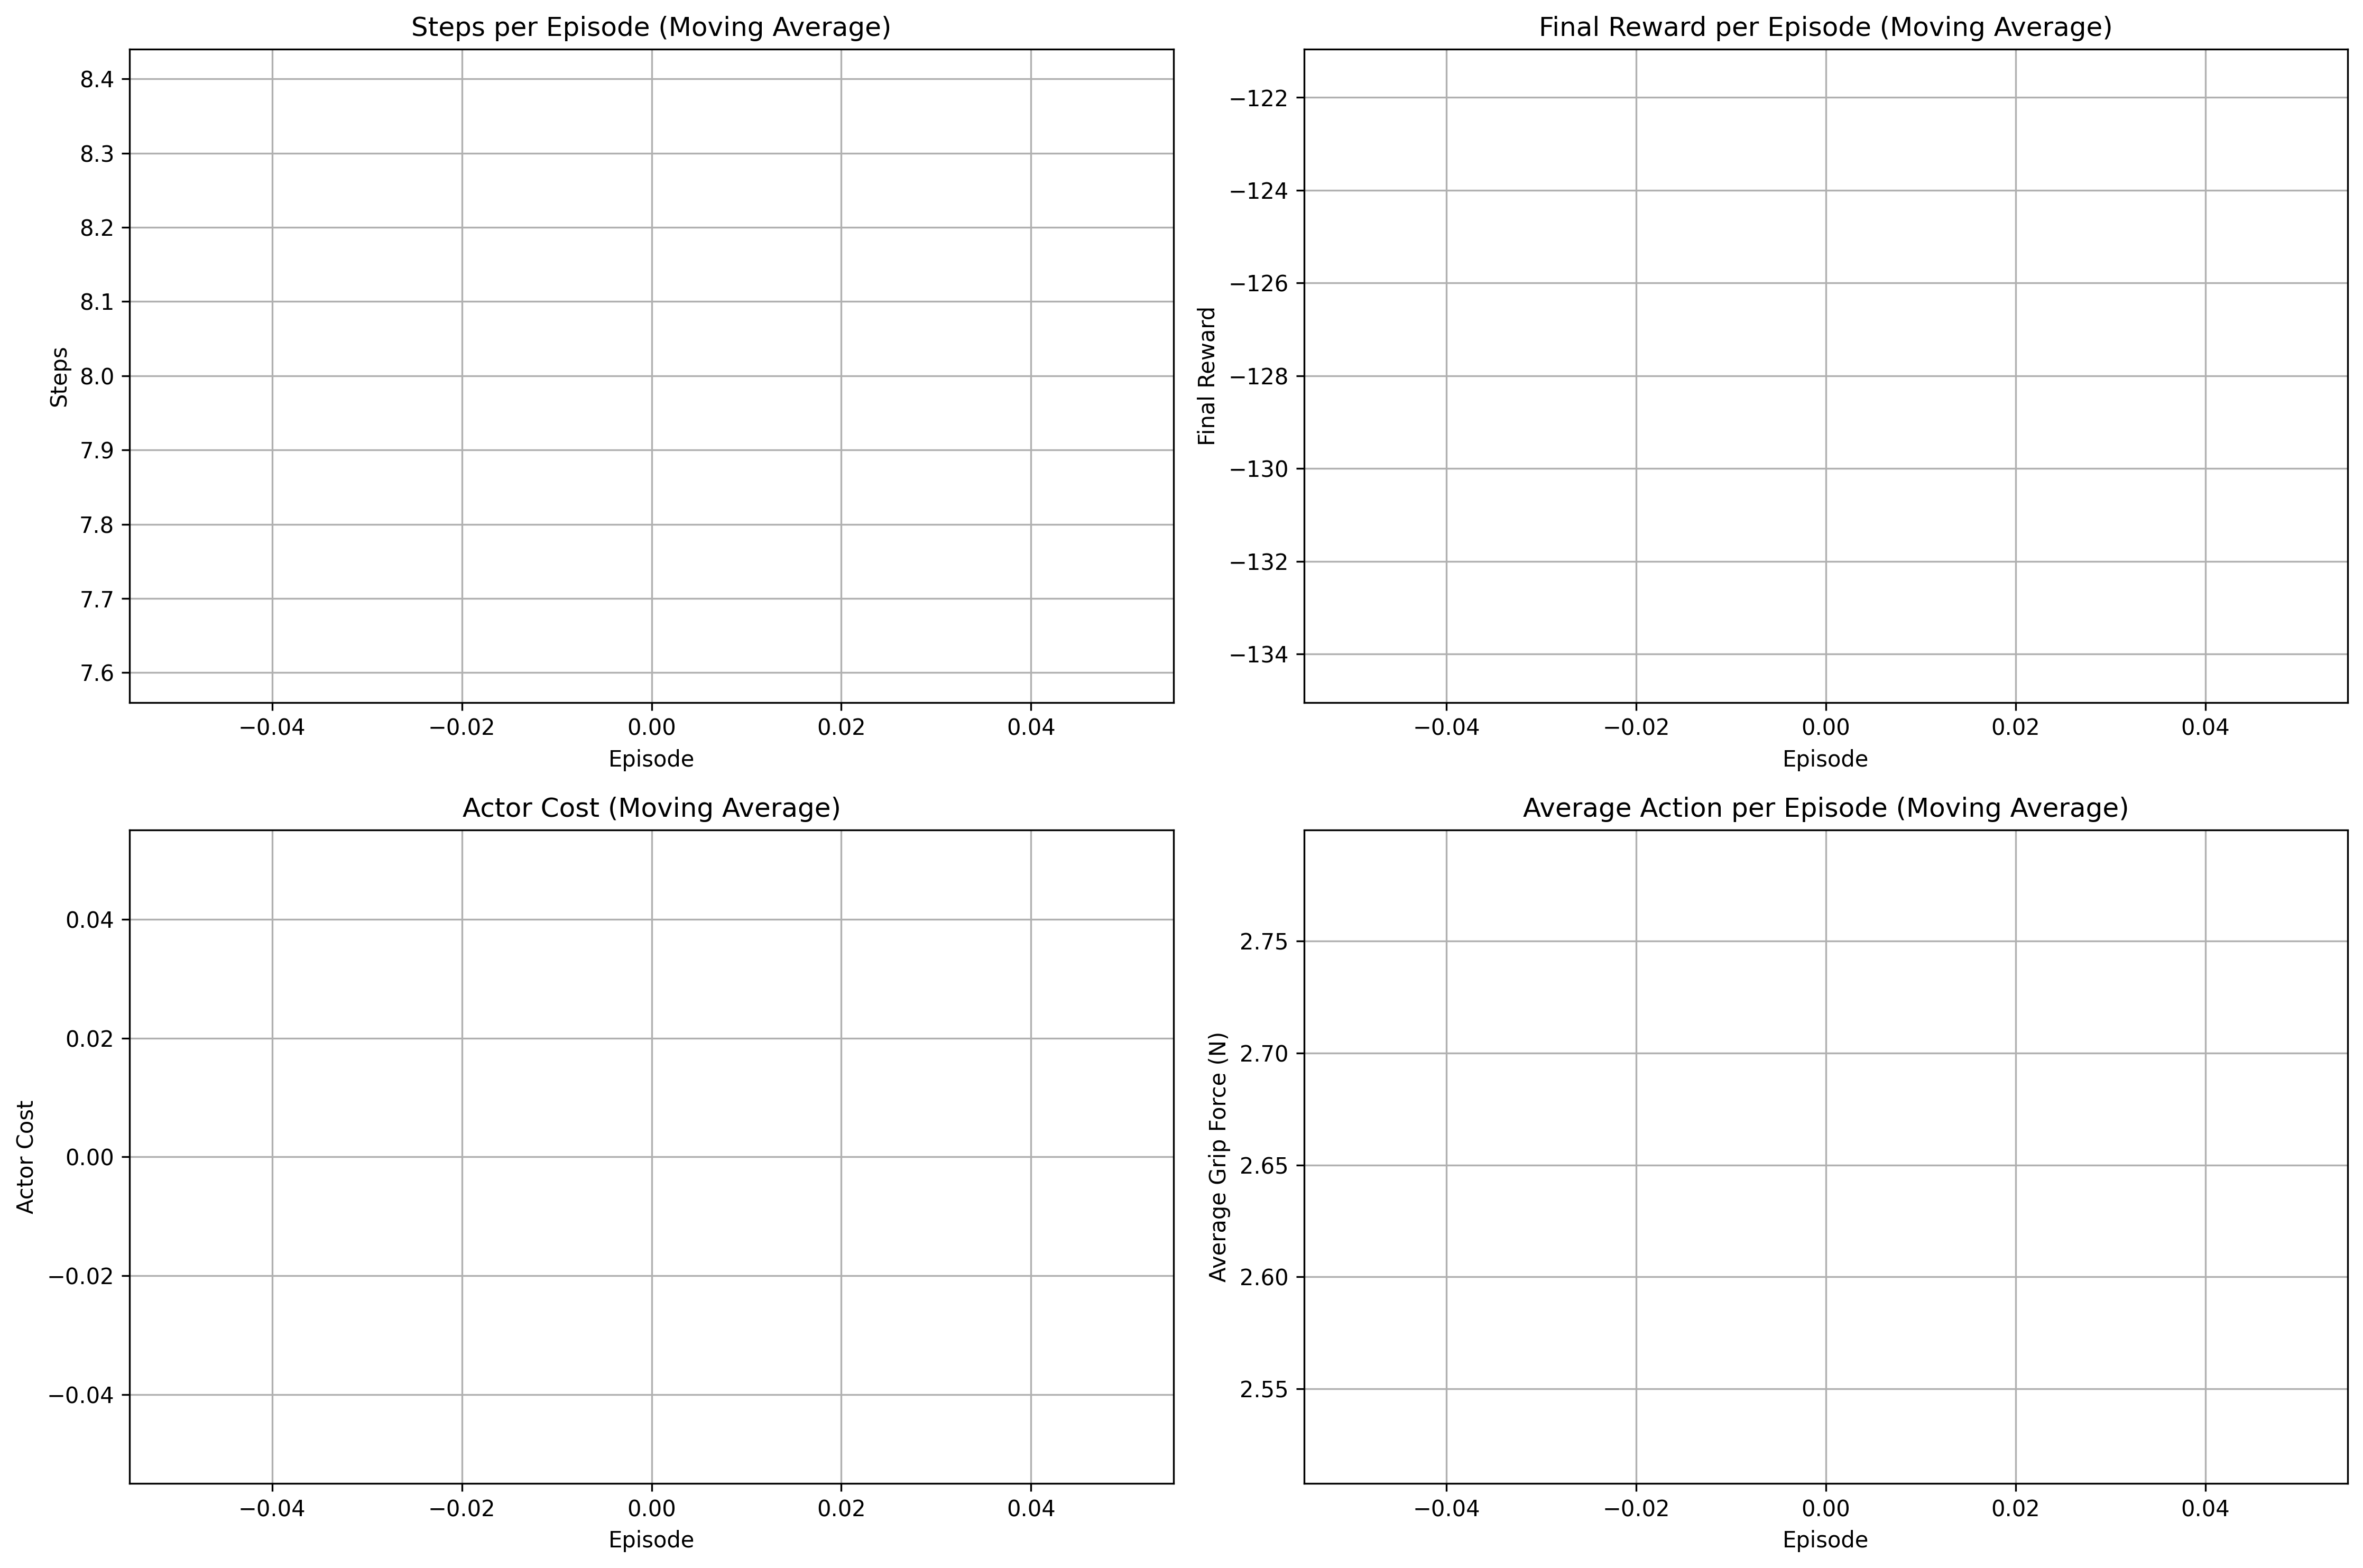 Steps per Episode (Moving Average)
8.4
8.3
8.2
8.1
8.0
7.9
7.8
7.7
7.6
Steps
−0.04 −0.02 0.00 0.02 0.04
Episode
Final Reward per Episode (Moving Average)
−122
−124
−126
−128
−130
−132
−134
Final Reward
−0.04 −0.02 0.00 0.02 0.04
Episode
Actor Cost (Moving Average)
0.04
0.02
0.00
−0.02
−0.04
Actor Cost
−0.04 −0.02 0.00 0.02 0.04
Episode
Average Action per Episode (Moving Average)
2.75
2.70
2.65
2.60
2.55
Average Grip Force (N)
−0.04 −0.02 0.00 0.02 0.04
Episode